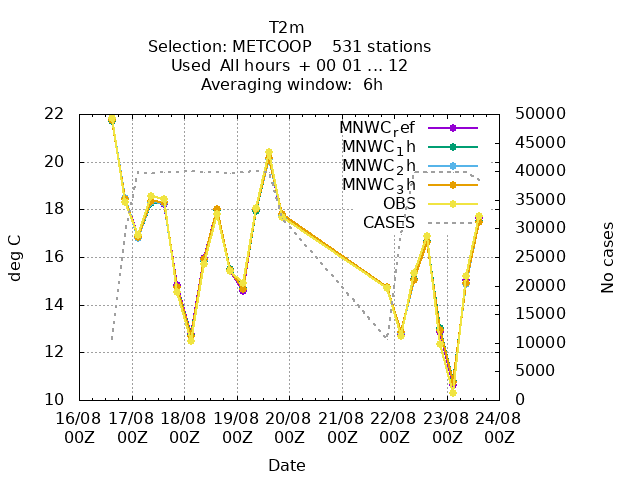 T2m
Selection: METCOOP    531 stations
Used  All hours  + 00 01 ... 12
Averaging window:  6h
22
20
18
16
14
12
10
deg C
50000
45000
40000
35000
30000
25000
20000
15000
10000
5000
0
No cases
MNWC_ref
MNWC_1h
MNWC_2h
MNWC_3h
OBS
CASES
16/08 17/08 18/08 19/08 20/08 21/08 22/08 23/08 24/08
00Z 00Z 00Z 00Z 00Z 00Z 00Z 00Z 00Z
Date